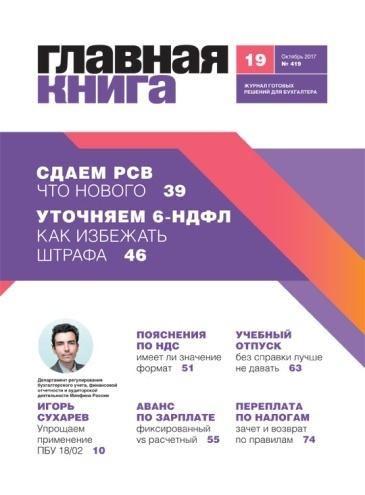 главная
книга
19
Октябрь 2017
№ 419
ЖУРНАЛ ГОТОВЫХ
РЕШЕНИЙ ДЛЯ БУХГАЛТЕРА
СДАЕМ РСВ
ЧТО НОВОГО 39
УТОЧНЯЕМ 6-НДФЛ
КАК ИЗБЕЖАТЬ
ШТРАФА 46
Департамент регулирования
бухгалтерского учета, финансовой
отчетности и аудиторской
деятельности Минфина России
ИГОРЬ
СУХАРЕВ
Упрощаем
применение
ПБУ 18/02 10
ПОЯСНЕНИЯ
ПО НДС
имеет ли значение
формат 51
УЧЕБНЫЙ
ОТПУСК
без справки лучше
не давать 63
АВАНС
ПО ЗАРПЛАТЕ
фиксированный
vs расчетный 55
ПЕРЕПЛАТА
ПО НАЛОГАМ
зачет и возврат
по правилам 74